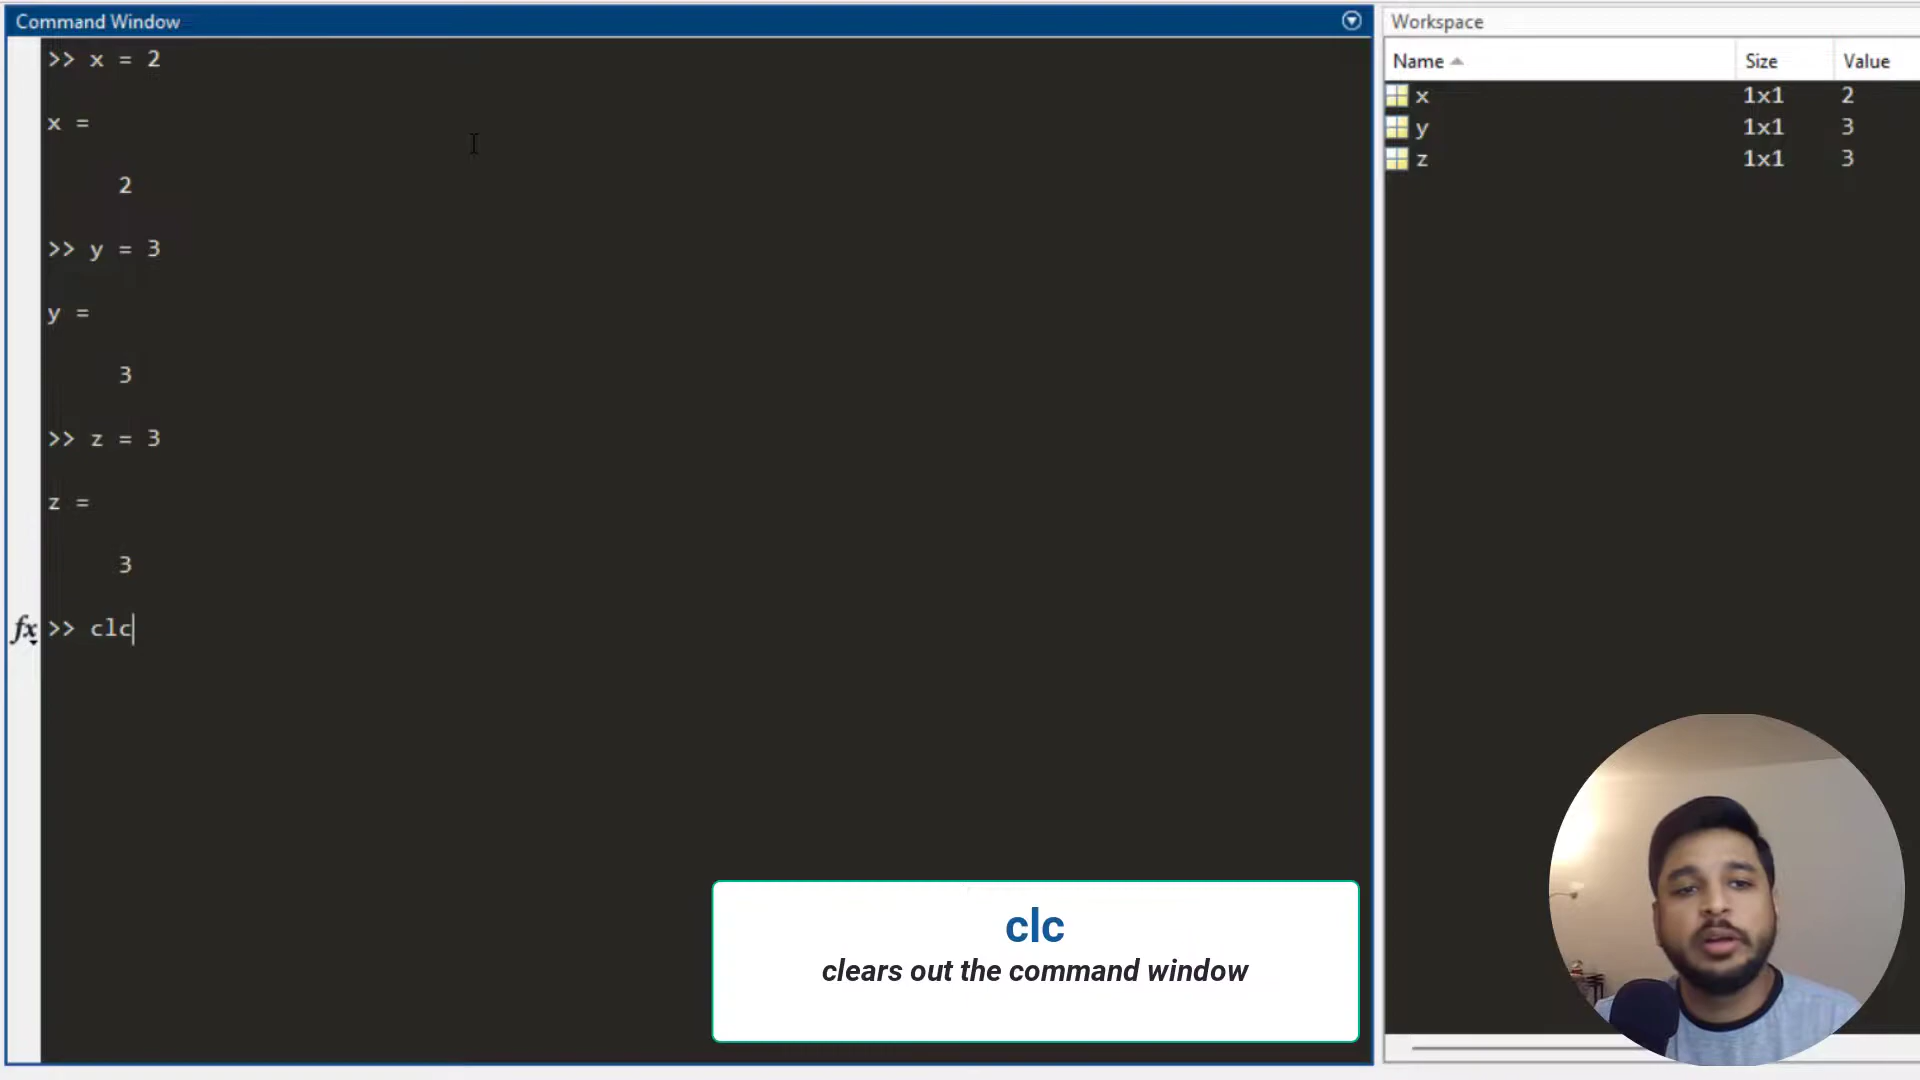 Command Window
>> x = 2
x =
2
>> y = 3
y =
3
>> z = 3
z =
3
fx >> clc
Workspace
Name Size Value
x 1x1 2
y 1x1 3
z 1x1 3
clc
clears out the command window